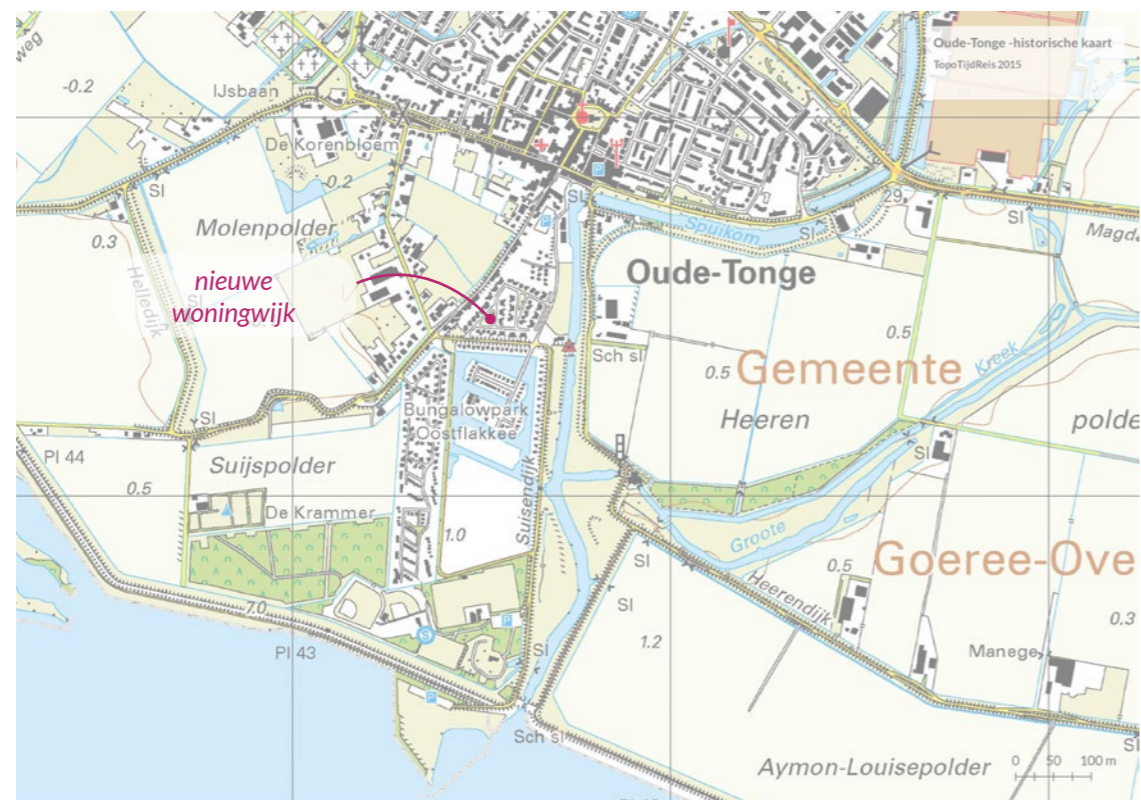 Oude-Tonge -historische kaart
TopoTijdReis 2015
weg
-0.2
IJsbaan
De Korenbloem
0.2
Sl
Molenpolder
0.3
Helledijk
Sl
nieuwe
woningwijk
Sl
Spuikom
Sl
29
Sl
Magd.
Oude-Tonge
Sch sl
0.5
0.5
Gemeente
Kreek
Heeren
polde
Bungalowpark
Oostflakkee
Sl
Pl 44
Suijspolder
0.5
De Krammer
Suisendijk
1.0
Sl
Groote
Goeree-Ove
0.5
Sl
Heerendijk
7.0
Sl
1.2
0.3
Pl 43
S
P
P
P
P
Sl
Manege
Sch sl
Sl
Aymon-Louisepolder
0 50 100 m